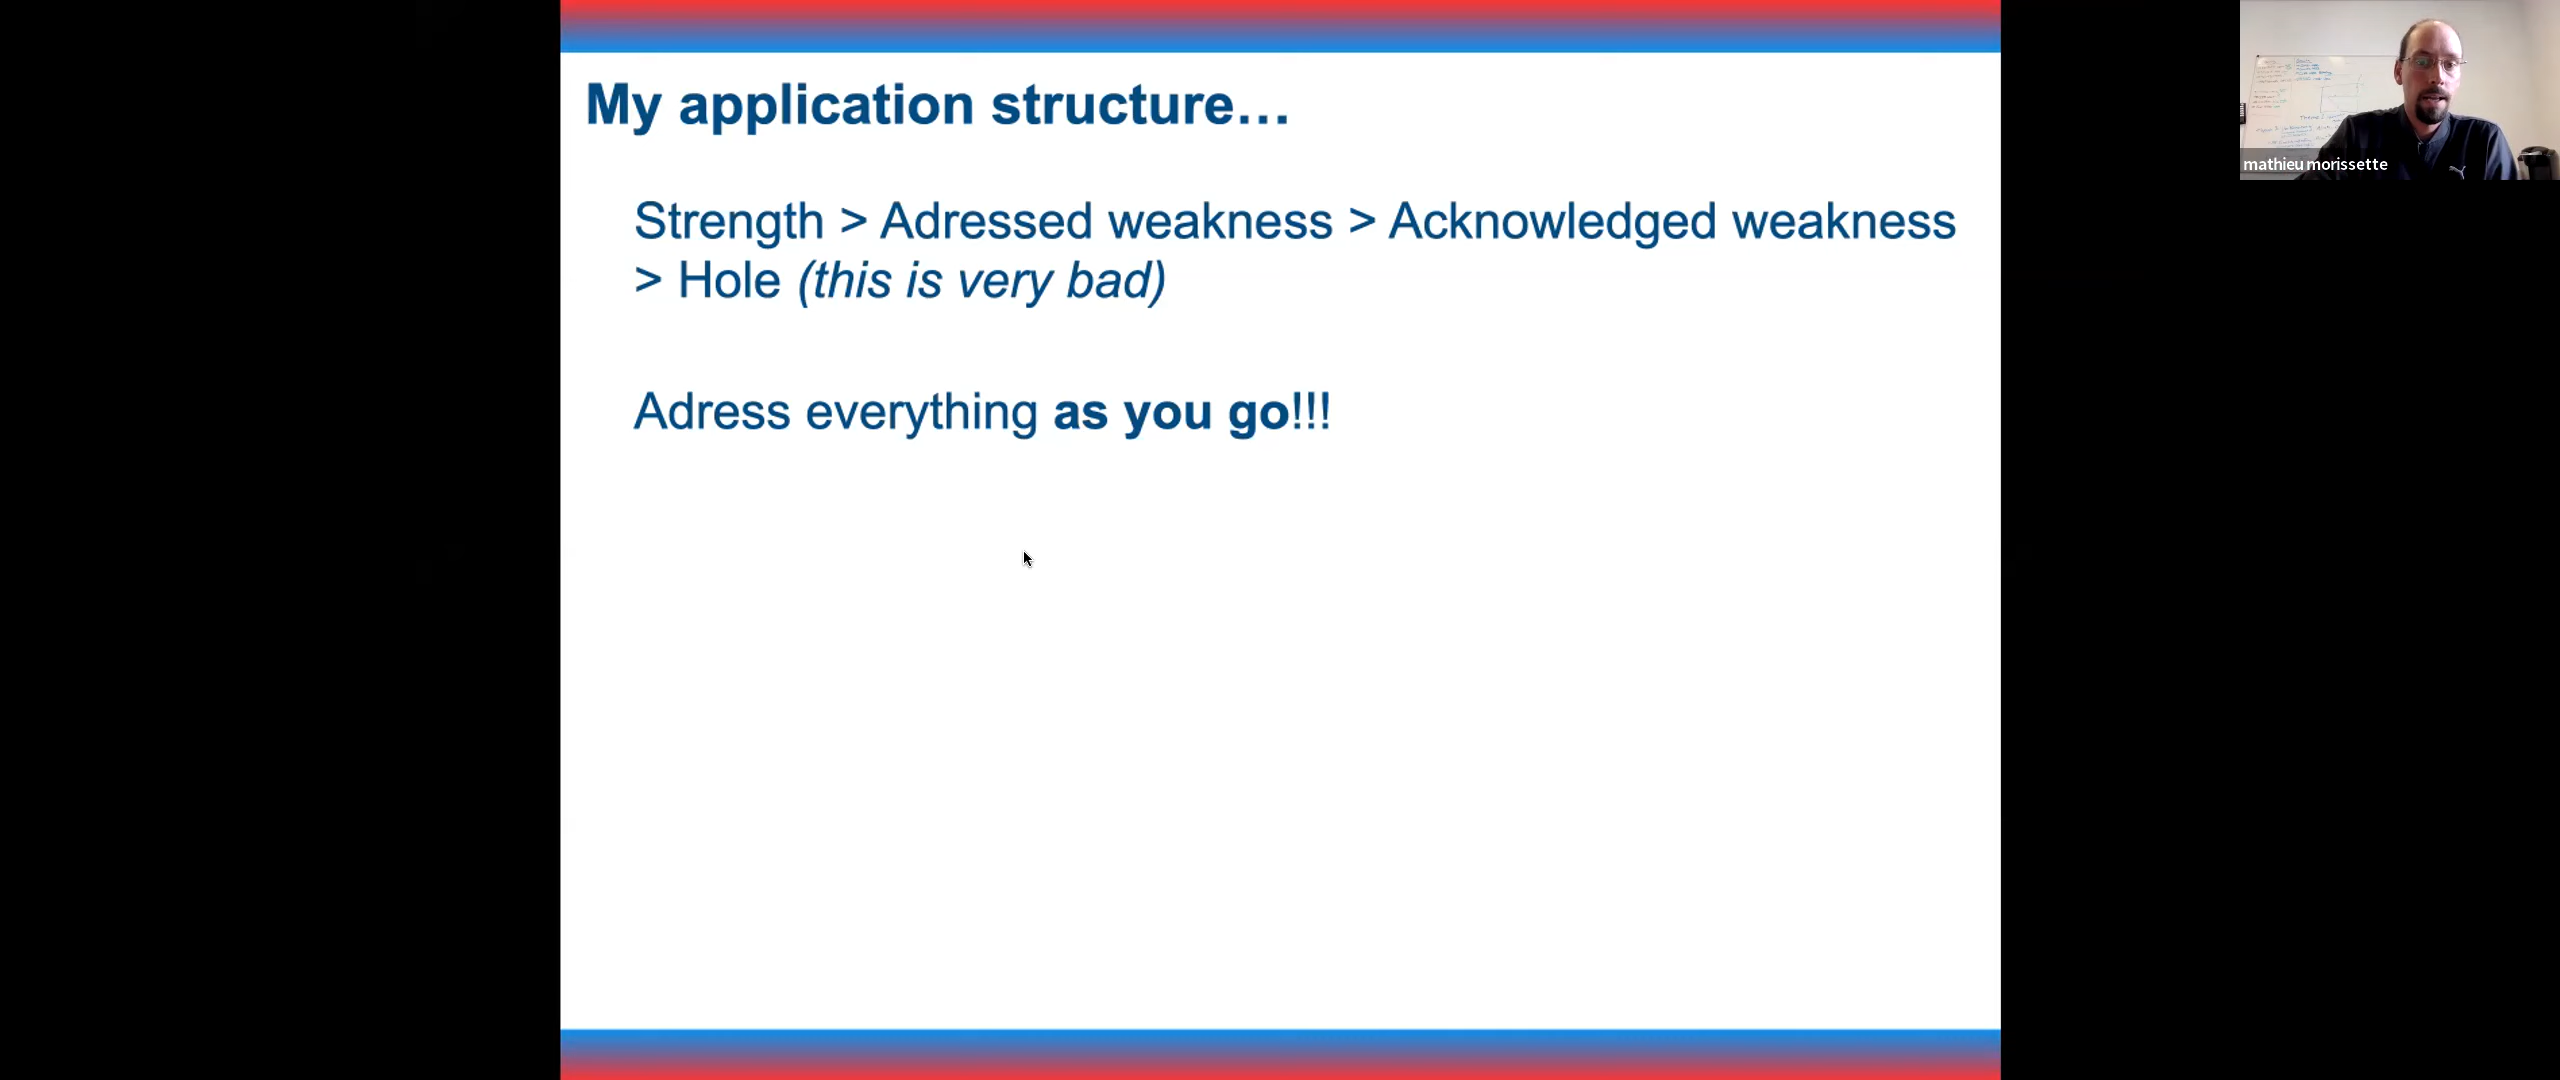 My application structure…
Strength > Adressed weakness > Acknowledged weakness
> Hole (this is very bad)
Adress everything as you go!!!
mathieu morissette